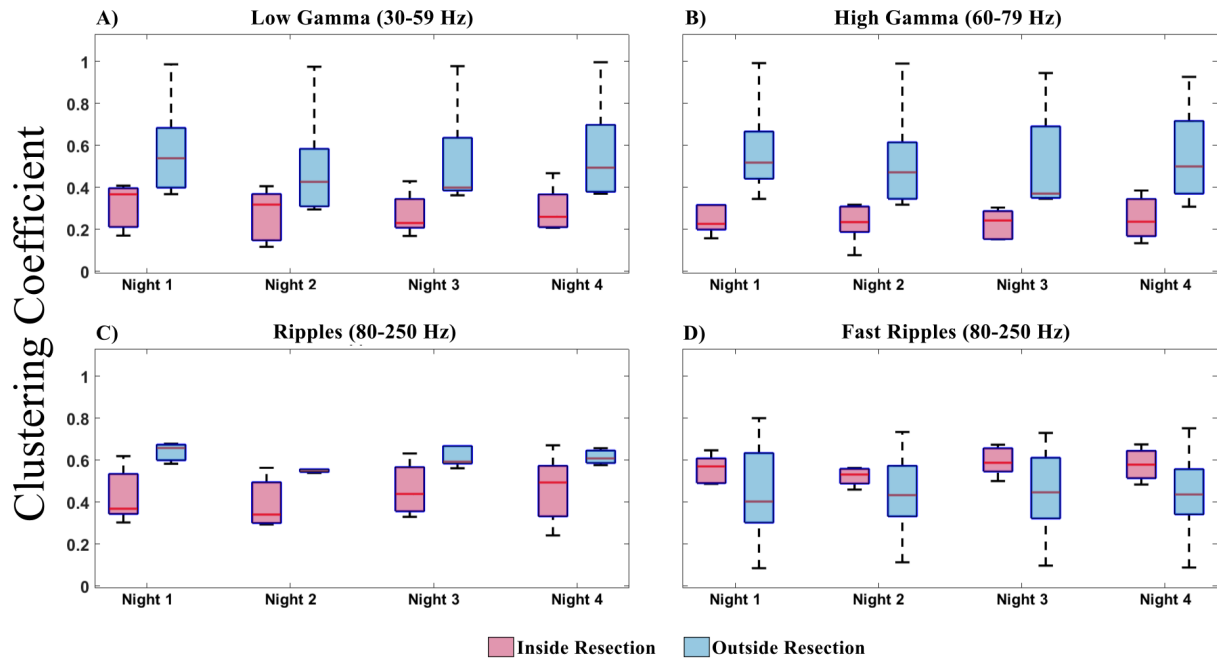 A) Low Gamma (30-59 Hz)
B) High Gamma (60-79 Hz)
Clustering Coefficient
1
0.8
0.6
0.4
0.2
0
Night 1 Night 2 Night 3 Night 4
Night 1 Night 2 Night 3 Night 4
C) Ripples (80-250 Hz)
D) Fast Ripples (80-250 Hz)
1
0.8
0.6
0.4
0.2
0
Night 1 Night 2 Night 3 Night 4
Night 1 Night 2 Night 3 Night 4
Inside Resection Outside Resection